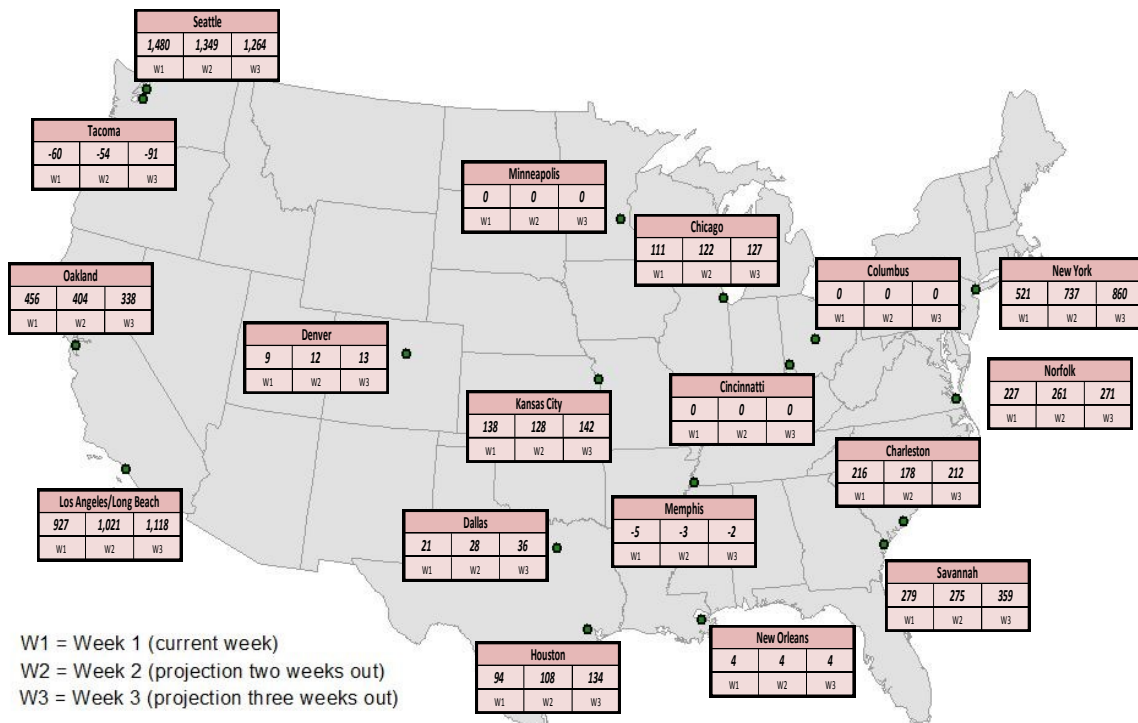 Seattle
1,480 1,349 1,264
W1 W2 W3
Tacoma
-60 -54 -91
W1 W2 W3
Minneapolis
0 0 0
W1 W2 W3
Chicago
111 122 127
W1 W2 W3
Oakland
456 404 338
W1 W2 W3
Columbus
0 0 0
W1 W2 W3
New York
521 737 860
W1 W2 W3
Denver
9 12 13
W1 W2 W3
Cincinnatti
0 0 0
W1 W2 W3
Norfolk
227 261 271
W1 W2 W3
Kansas City
138 128 142
W1 W2 W3
Charleston
216 178 212
W1 W2 W3
Los Angeles/Long Beach
927 1,021 1,118
W1 W2 W3
Memphis
-5 -3 -2
W1 W2 W3
Dallas
21 28 36
W1 W2 W3
Savannah
279 275 359
W1 W2 W3
New Orleans
4 4 4
W1 W2 W3
Houston
94 108 134
W1 W2 W3
W1 = Week 1 (current week)
W2 = Week 2 (projection two weeks out)
W3 = Week 3 (projection three weeks out)